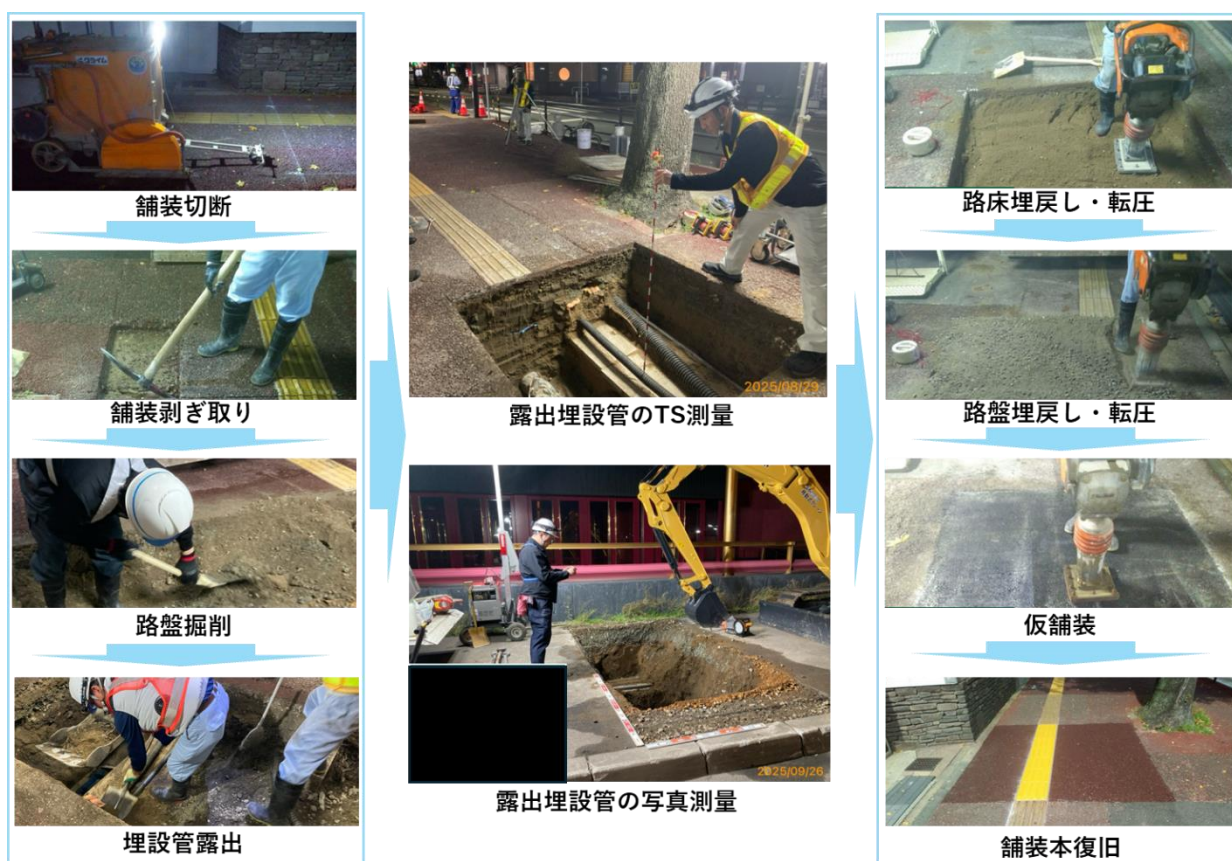 舗装切断
舗装剥ぎ取り
路盤掘削
埋設管露出
2025/08/29
露出埋設管のTS測量
2025/09/26
露出埋設管の写真測量
路床埋戻し・転圧
路盤埋戻し・転圧
仮舗装
舗装本復旧